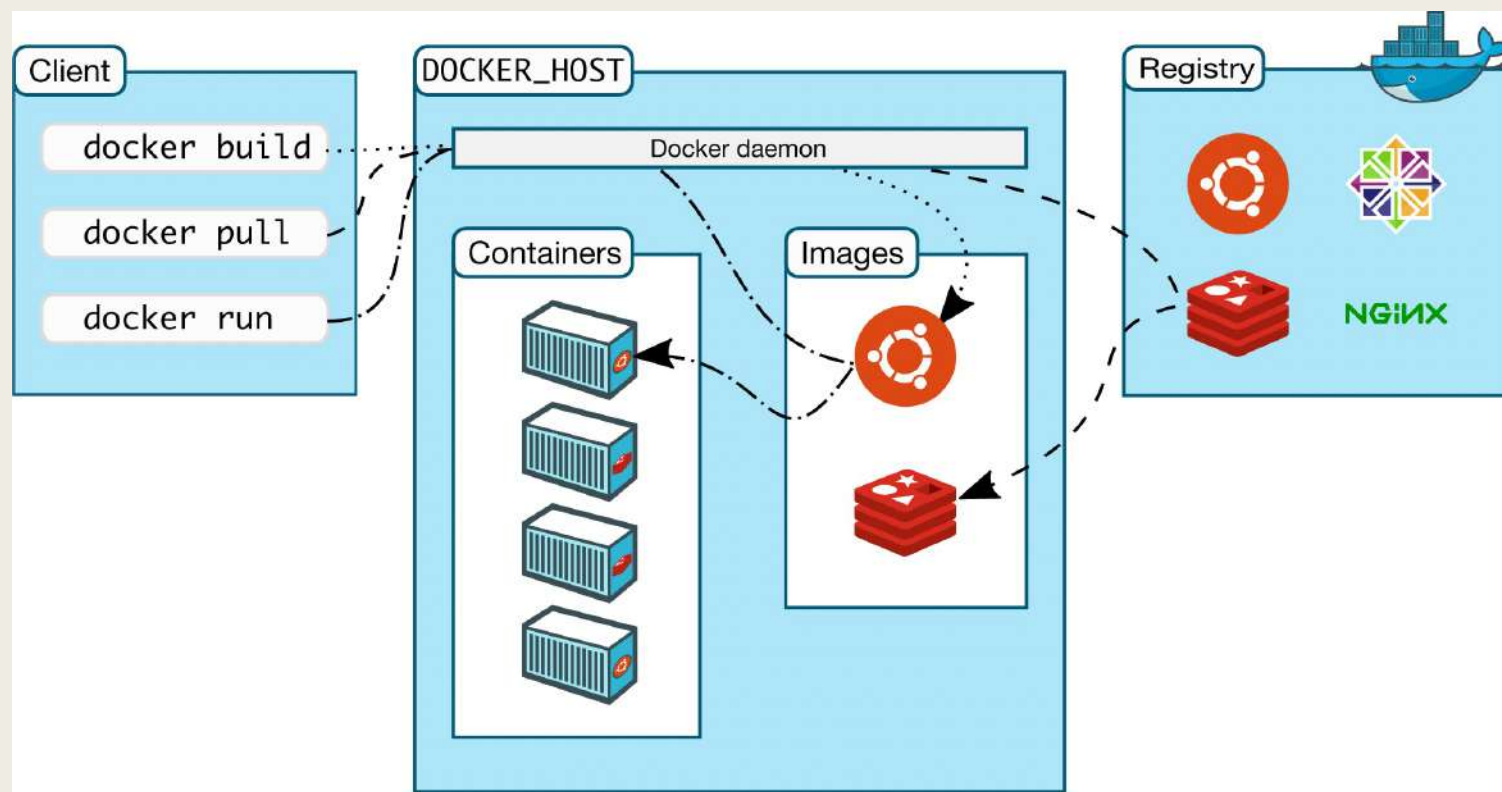 Client
docker build
docker pull
docker run
DOCKER_HOST
Docker daemon
Containers
Images
Registry
NGiNX